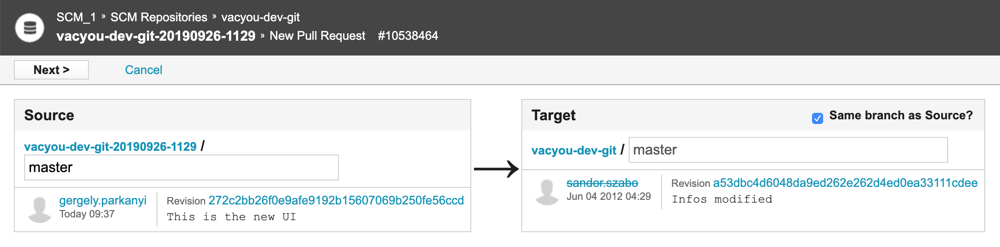 SCM_1 » SCM Repositories » vacyou-dev-git
vacyou-dev-git-20190926-1129 » New Pull Request #10538464
Next > Cancel
Source
vacyou-dev-git-20190926-1129 /
master
gergely.parkanyi
Today 09:37
Revision 272c2bb26f0e9afe9192b15607069b250fe56ccd
This is the new UI
Target
Same branch as Source?
vacyou-dev-git / master
sandor.szabo
Jun 04 2012 04:29
Revision a53dbc4d6048da9ed262e262d4ed0ea33111cdee
Infos modified